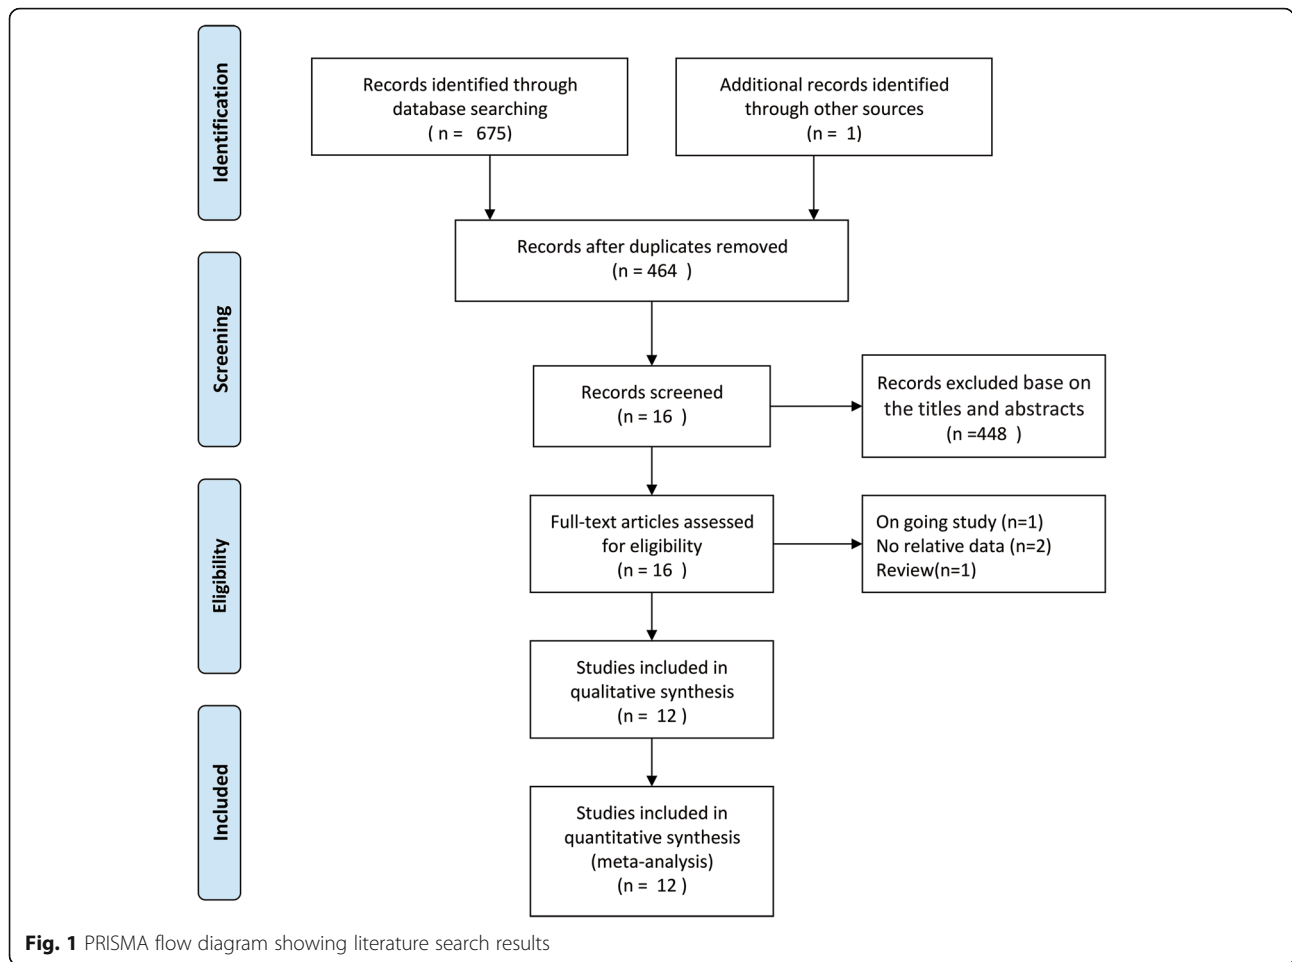 Identification
Records identified through
database searching
( n =   675)
Additional records identified
through other sources
(n =  1)
Records after duplicates removed
(n = 464  )
Screening
Records screened
(n = 16  )
Records excluded base on
the titles and abstracts
(n =448  )
Eligibility
Full-text articles assessed
for eligibility
(n = 16  )
On going study (n=1)
No relative data (n=2)
Review(n=1)
Studies included in
qualitative synthesis
(n =  12 )
Included
Studies included in
quantitative synthesis
(meta-analysis)
(n =  12 )
Fig. 1 PRISMA flow diagram showing literature search results